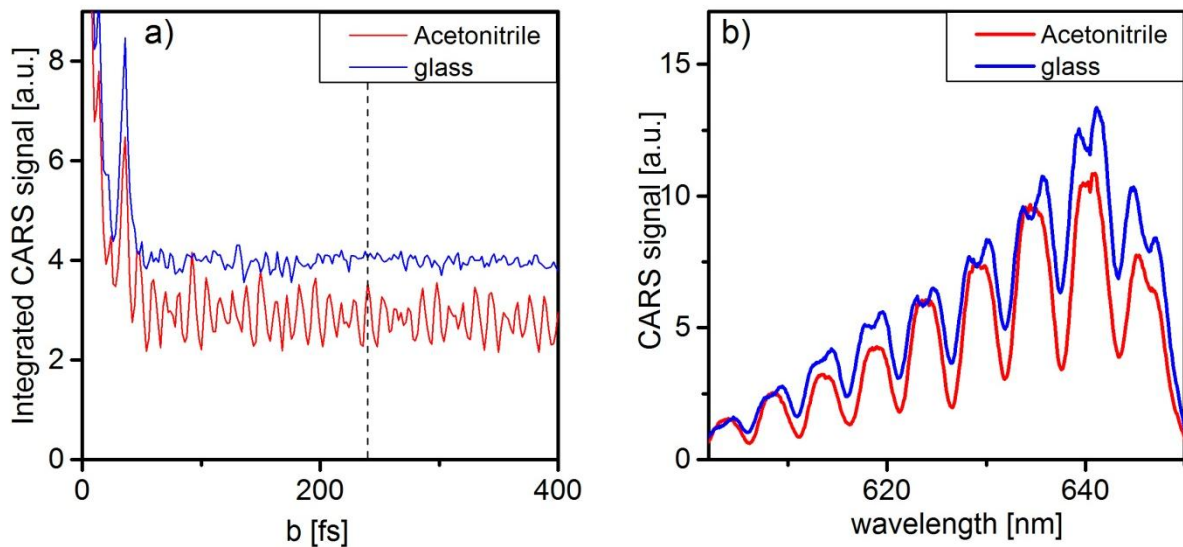 a)
Acetonitrile
glass
Integrated CARS signal [a.u.]
8
6
4
2
0
0
200
400
b [fs]
b)
Acetonitrile
glass
CARS signal [a.u.]
15
10
5
0
620
640
wavelength [nm]